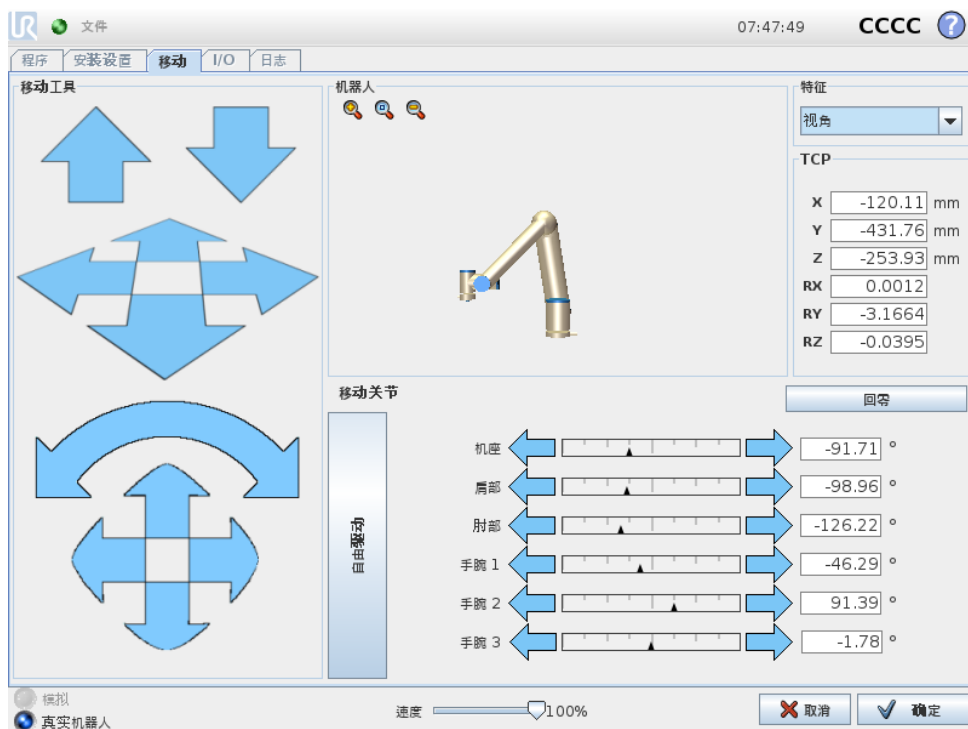 UR 文件 07:47:49 CCCC ?
程序 安装设置 移动 I/O 日志
移动工具
机器人
特征
视角
TCP
X -120.11 mm
Y -431.76 mm
Z -253.93 mm
RX 0.0012
RY -3.1664
RZ -0.0395
移动关节
回零
自由驱动
机座 -91.71 °
肩部 -98.96 °
肘部 -126.22 °
手腕 1 -46.29 °
手腕 2 91.39 °
手腕 3 -1.78 °
模拟
真实机器人
速度 100%
取消 确定